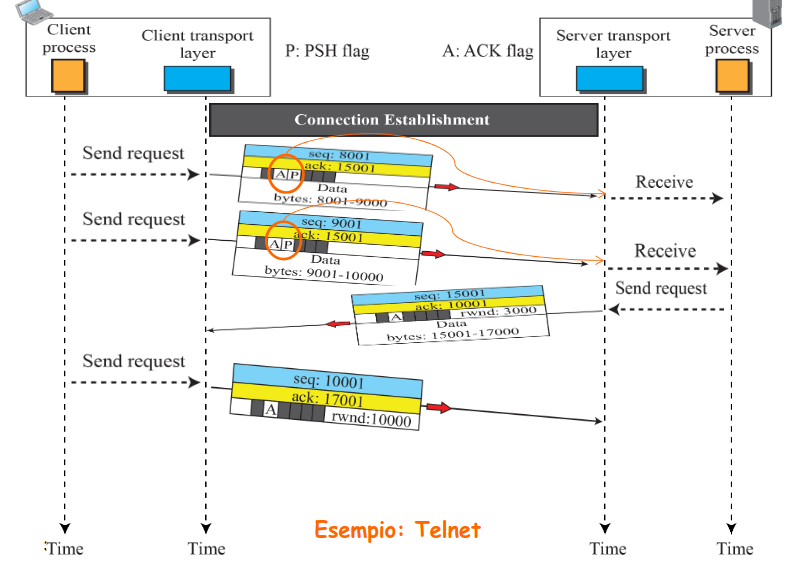 Client
process
Client transport
layer
P: PSH flag
A: ACK flag
Server transport
layer
Server
process
Connection Establishment
Send request
seq: 8001
ack: 15001
A P
Data
bytes: 8001-9000
Receive
Send request
seq: 9001
ack: 15001
A P
Data
bytes: 9001-10000
Receive
Send request
seq: 15001
ack: 10001
A
rwnd: 3000
Data
bytes: 15001-17000
Send request
seq: 10001
ack: 17001
A
rwnd:10000
Esempio: Telnet
:Time
Time
Time
Time